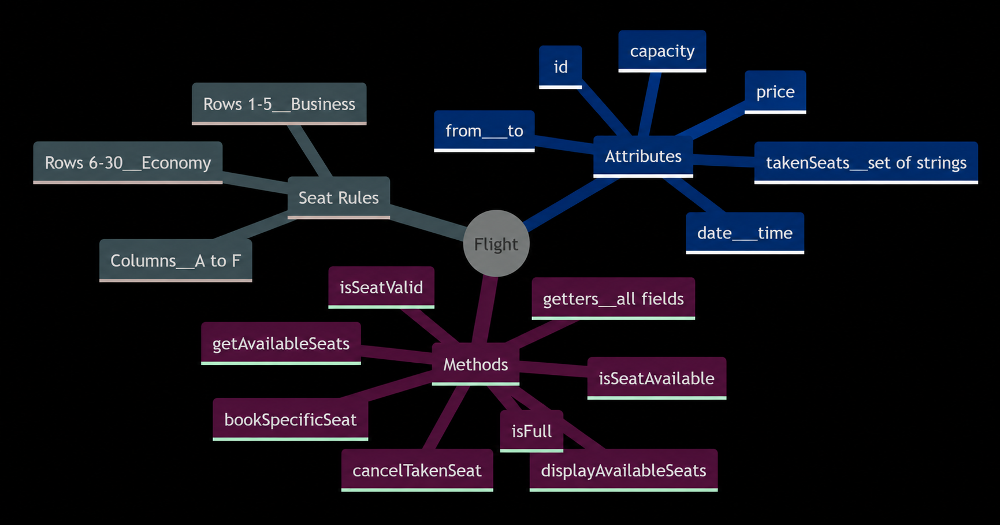 capacity
id
price
Rows 1-5__Business
from___to
Attributes
Rows 6-30__Economy
takenSeats__set of strings
Seat Rules
date___time
Flight
Columns__A to F
isSeatValid
getters__all fields
getAvailableSeats
Methods
isSeatAvailable
bookSpecificSeat
isFull
cancelTakenSeat
displayAvailableSeats